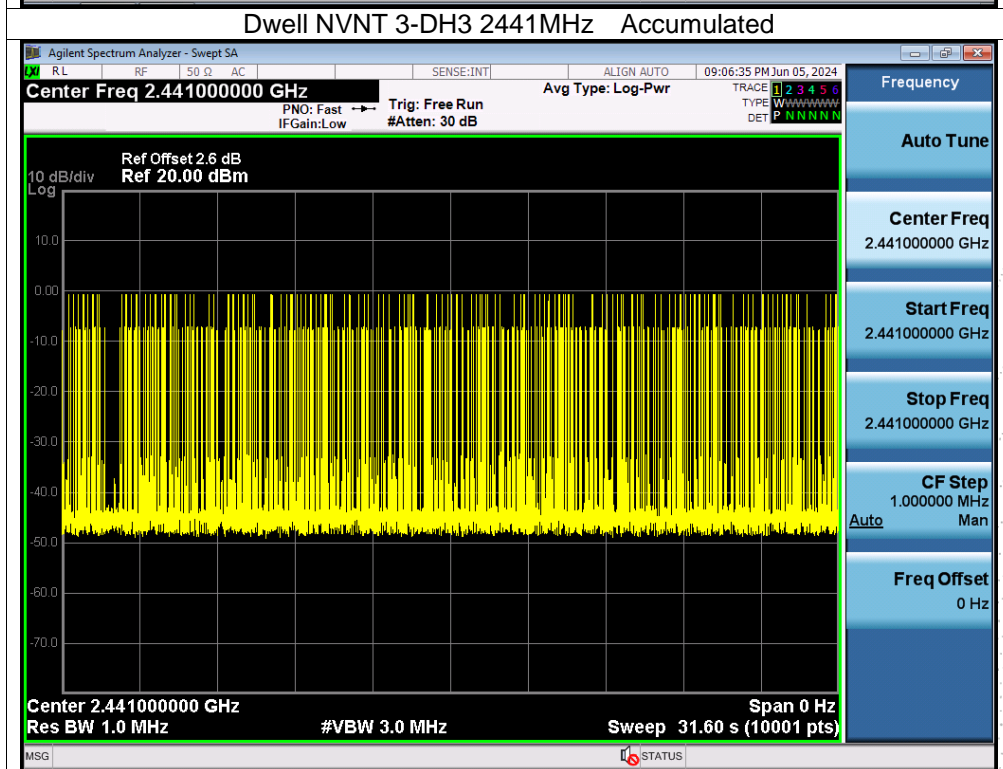 Dwell NVNT 3-DH3 2441MHz Accumulated
Agilent Spectrum Analyzer - Swept SA
LXI RL RF 50 Ω AC SENSE:INT ALIGN AUTO 09:06:35 PM Jun 05, 2024
Center Freq 2.441000000 GHz
Avg Type: Log-Pwr
TRACE 1 2 3 4 5 6
PNO: Fast Trig: Free Run
TYPE WWWWWWW
IFGain:Low #Atten: 30 dB
DET P N N N N N
Frequency
Auto Tune
Center Freq
2.441000000 GHz
Start Freq
2.441000000 GHz
Stop Freq
2.441000000 GHz
CF Step
1.000000 MHz
Auto Man
Freq Offset
0 Hz
Ref Offset 2.6 dB
10 dB/div Ref 20.00 dBm
Log
10.0
0.00
-10.0
-20.0
-30.0
-40.0
-50.0
-60.0
-70.0
Center 2.441000000 GHz Span 0 Hz
Res BW 1.0 MHz #VBW 3.0 MHz Sweep 31.60 s (10001 pts)
MSG STATUS